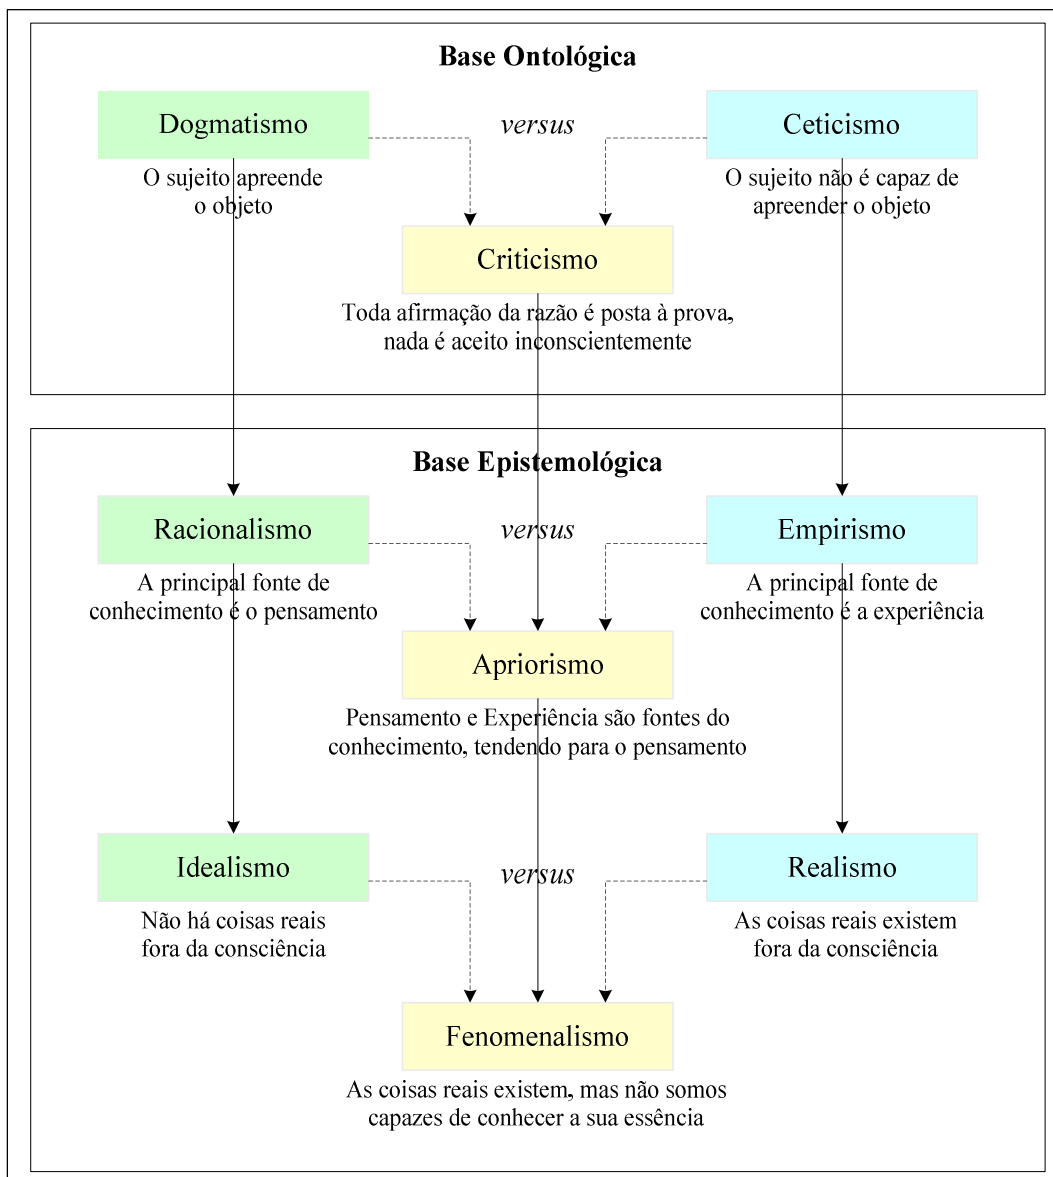 Base Ontológica
Dogmatismo
versus
Ceticismo
O sujeito apreende
o objeto
O sujeito não é capaz de
apreender o objeto
Criticismo
Toda afirmação da razão é posta à prova,
nada é aceito inconscientemente
Base Epistemológica
Racionalismo
versus
Empirismo
A principal fonte de
conhecimento é o pensamento
A principal fonte de
conhecimento é a experiência
Apriorismo
Pensamento e Experiência são fontes do
conhecimento, tendendo para o pensamento
Idealismo
versus
Realismo
Não há coisas reais
fora da consciência
As coisas reais existem
fora da consciência
Fenomenalismo
As coisas reais existem, mas não somos
capazes de conhecer a sua essência